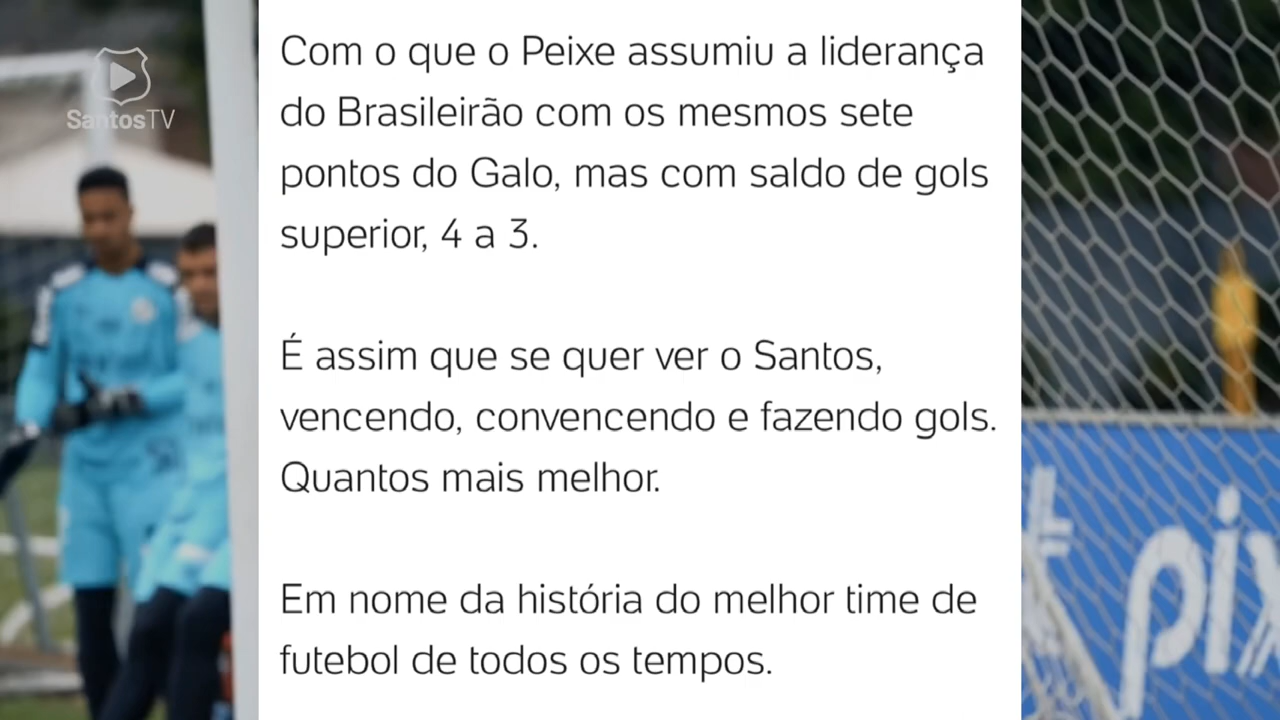 SantosTV
Com o que o Peixe assumiu a liderança
do Brasileirão com os mesmos sete
pontos do Galo, mas com saldo de gols
superior, 4 a 3.
É assim que se quer ver o Santos,
vencendo, convencendo e fazendo gols.
Quantos mais melhor.
Em nome da história do melhor time de
futebol de todos os tempos.
pix